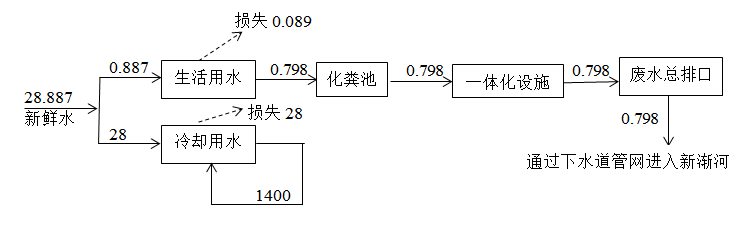 损失 0.089
0.887
生活用水
0.798
化粪池
0.798
一体化设施
0.798
废水总排口
28.887
新鲜水
损失 28
0.798
28
冷却用水
通过下水道管网进入新渐河
1400